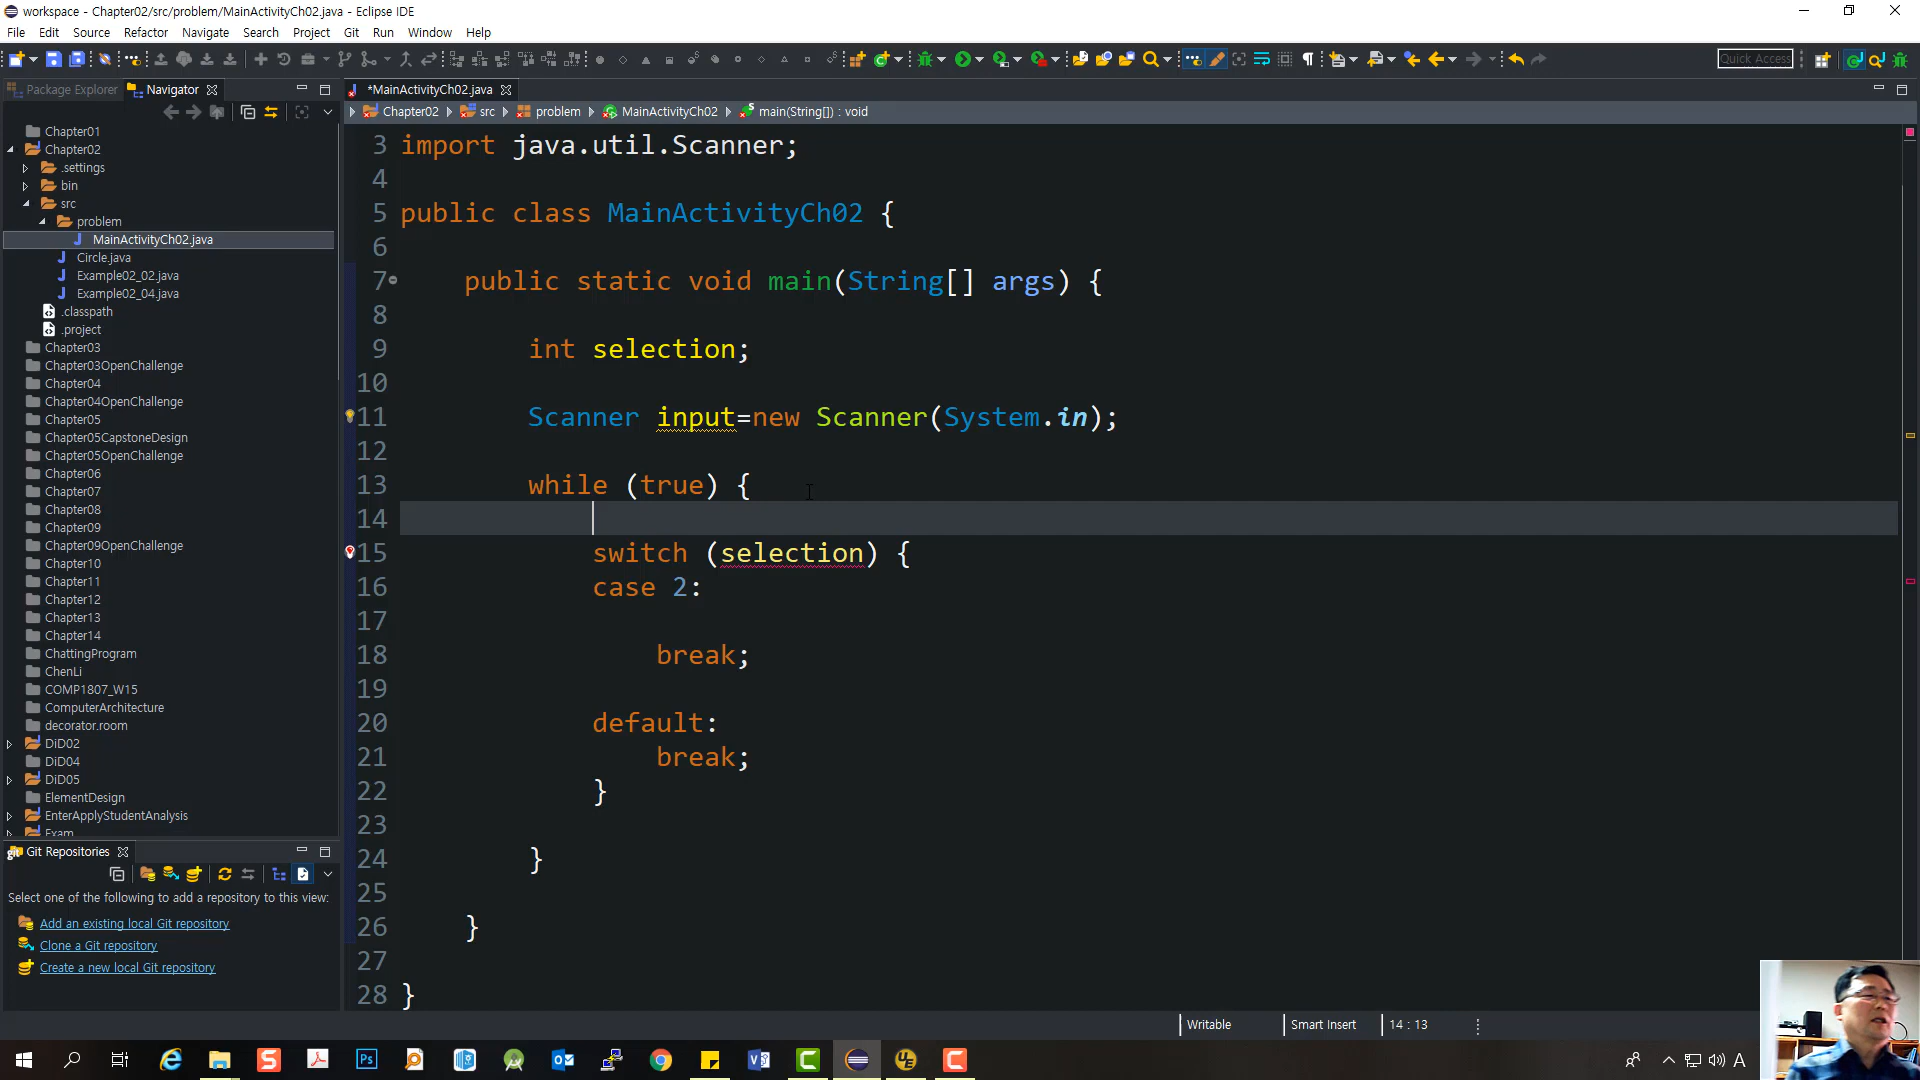 workspace - Chapter02/src/problem/MainActivityCh02.java - Eclipse IDE
File Edit Source Refactor Navigate Search Project Git Run Window Help
Quick Access
Package Explorer Navigator
*MainActivityCh02.java
Chapter02 src problem MainActivityCh02 main(String[]) : void
Chapter01
Chapter02
.settings
bin
src
problem
MainActivityCh02.java
Circle.java
Example02_02.java
Example02_04.java
.classpath
.project
Chapter03
Chapter03OpenChallenge
Chapter04
Chapter04OpenChallenge
Chapter05
Chapter05CapstoneDesign
Chapter05OpenChallenge
Chapter06
Chapter07
Chapter08
Chapter09
Chapter09OpenChallenge
Chapter10
Chapter11
Chapter12
Chapter13
Chapter14
ChattingProgram
ChenLi
COMP1807_W15
ComputerArchitecture
decorator.room
DiD02
DiD04
DiD05
ElementDesign
EnterApplyStudentAnalysis
Exam
Git Repositories
Select one of the following to add a repository to this view:
Add an existing local Git repository
Clone a Git repository
Create a new local Git repository
3 import java.util.Scanner;
4
5 public class MainActivityCh02 {
6
7 public static void main(String[] args) {
8
9 int selection;
10
11 Scanner input=new Scanner(System.in);
12
13 while (true) {
14
15 switch (selection) {
16 case 2:
17
18 break;
19
20 default:
21 break;
22 }
23
24 }
25
26 }
27
28 }
Writable Smart Insert 14 : 13
A